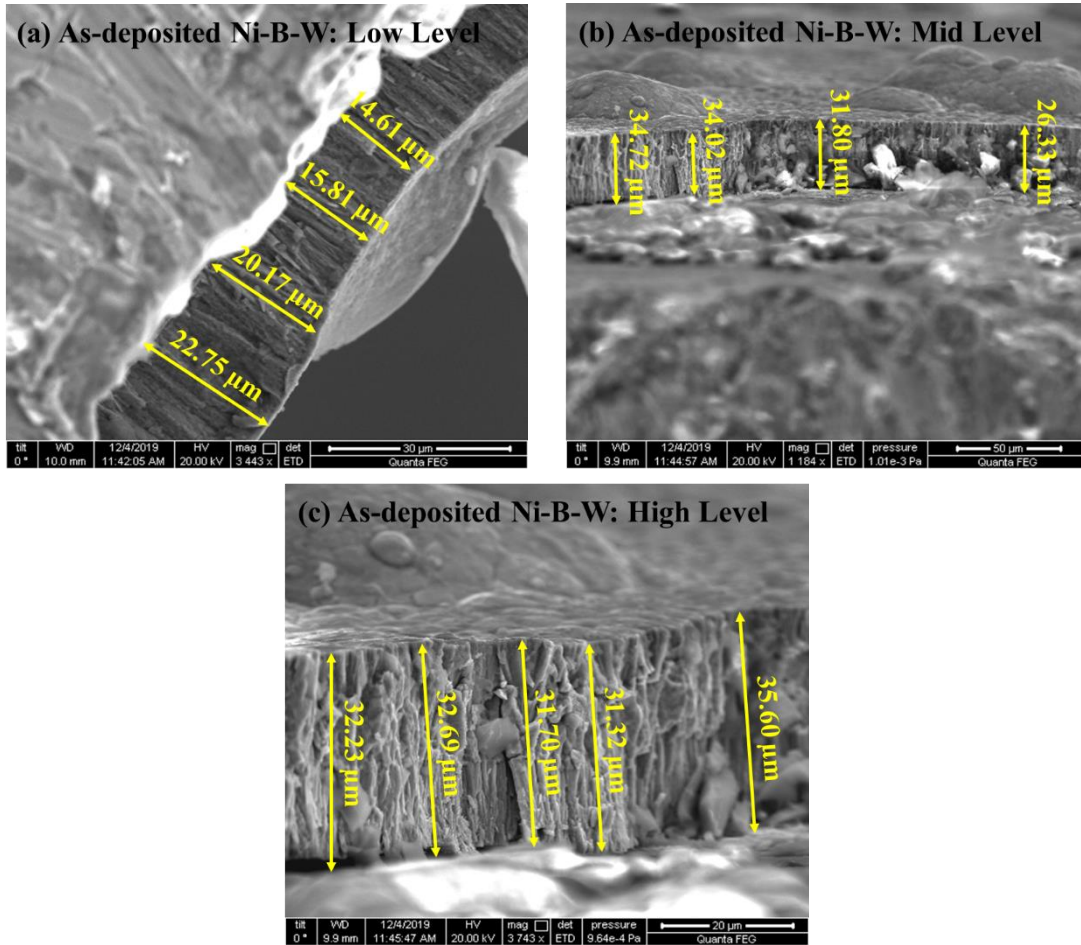 (a) As-deposited Ni-B-W: Low Level
14.61 µm
15.81 µm
20.17 µm
22.75 µm
tilt WD 12/4/2019 HV mag det 30 µm
0 ° 10.0 mm 11:42:05 AM 20.00 kV 3 443 x ETD Quanta FEG
(b) As-deposited Ni-B-W: Mid Level
34.72 µm
34.02 µm
31.80 µm
26.33 µm
tilt WD 12/4/2019 HV mag det pressure 50 µm
0 ° 9.9 mm 11:44:57 AM 20.00 kV 1 184 x ETD 1.01e-3 Pa Quanta FEG
(c) As-deposited Ni-B-W: High Level
32.23 µm
32.69 µm
31.70 µm
31.32 µm
35.60 µm
tilt WD 12/4/2019 HV mag det pressure 20 µm
0 ° 9.9 mm 11:45:47 AM 20.00 kV 3 743 x ETD 9.64e-4 Pa Quanta FEG